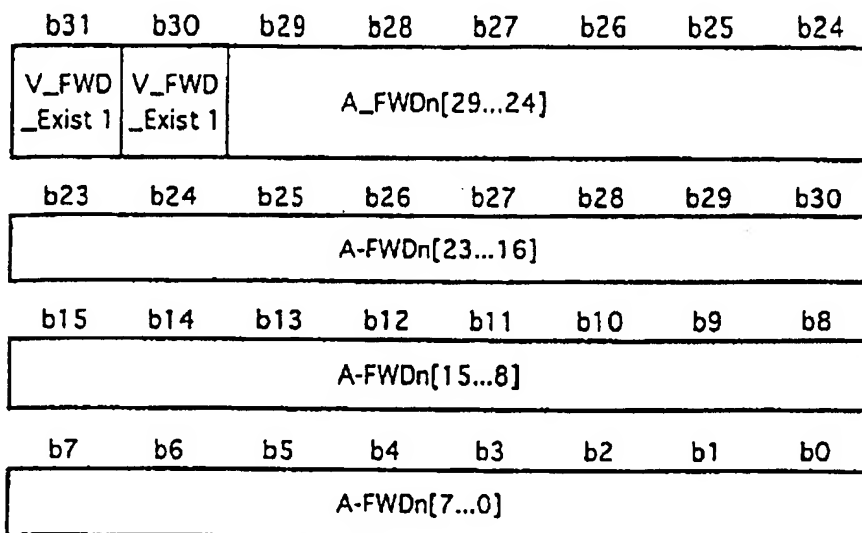 b31 b30 b29 b28 b27 b26 b25 b24
V_FWD V_FWD A_FWDn[29...24]
_Exist 1 _Exist 1
b23 b24 b25 b26 b27 b28 b29 b30
A-FWDn[23...16]
b15 b14 b13 b12 b11 b10 b9 b8
A-FWDn[15...8]
b7 b6 b5 b4 b3 b2 b1 b0
A-FWDn[7...0]